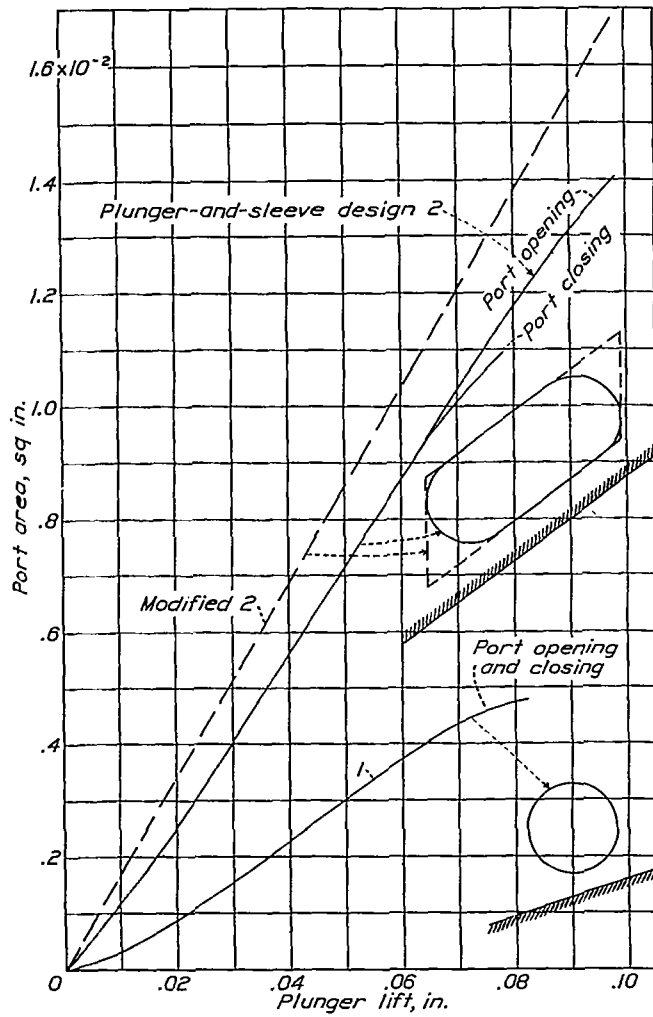 1.6×10⁻²
1.4
Plunger-and-sleeve design 2
Port opening
Port closing
1.2
1.0
Port area, sq in.
.8
Modified 2
.6
Port opening
and closing
.4
1
.2
0
.02
.04
.06
.08
.10
Plunger lift, in.